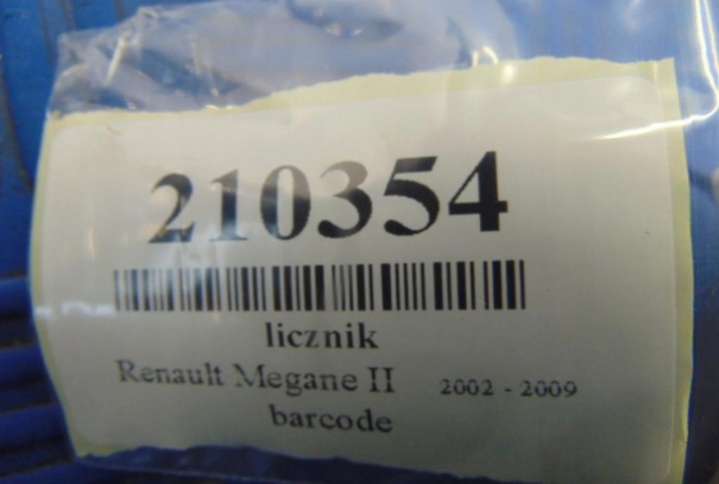 210354
licznik
Renault Megane II 2002 - 2009
barcode